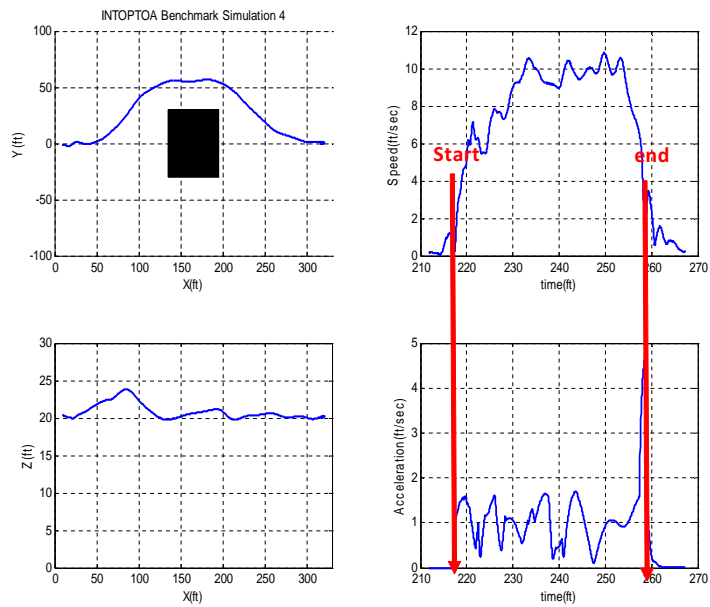 INTOPTOA Benchmark Simulation 4
100
50
0
-50
-100
Y (ft)
0 50 100 150 200 250 300
X(ft)
12
10
8
6
4
2
0
Speed(ft/sec)
Start
end
210 220 230 240 250 260 270
time(ft)
30
25
20
15
10
5
0
Z (ft)
0 50 100 150 200 250 300
X(ft)
5
4
3
2
1
0
Acceleration(ft/sec)
210 220 230 240 250 260 270
time(ft)